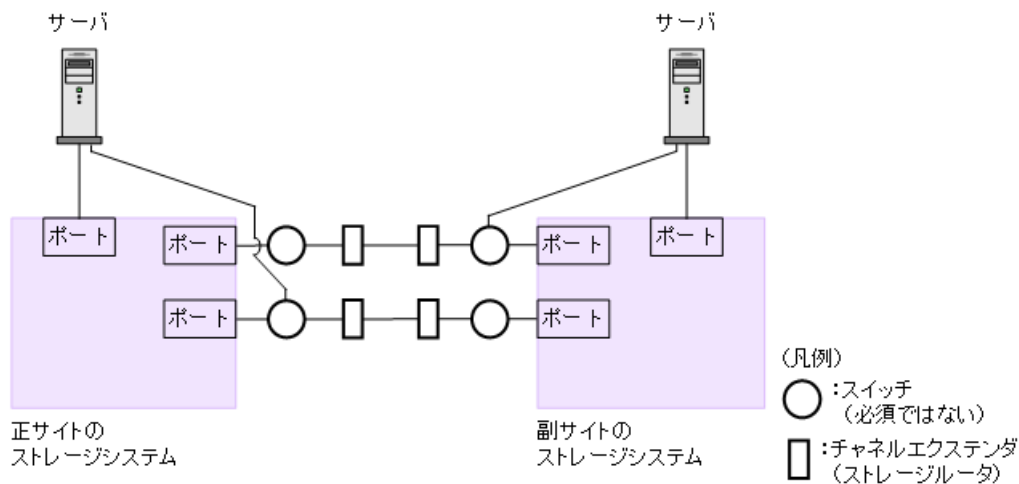 サーバ
サーバ
ポート
ポート
ポート
ポート
ポート
ポート
正サイトの
ストレージシステム
副サイトの
ストレージシステム
(凡例)
:スイッチ
(必須ではない)
:チャネルエクステンダ
(ストレージルータ)